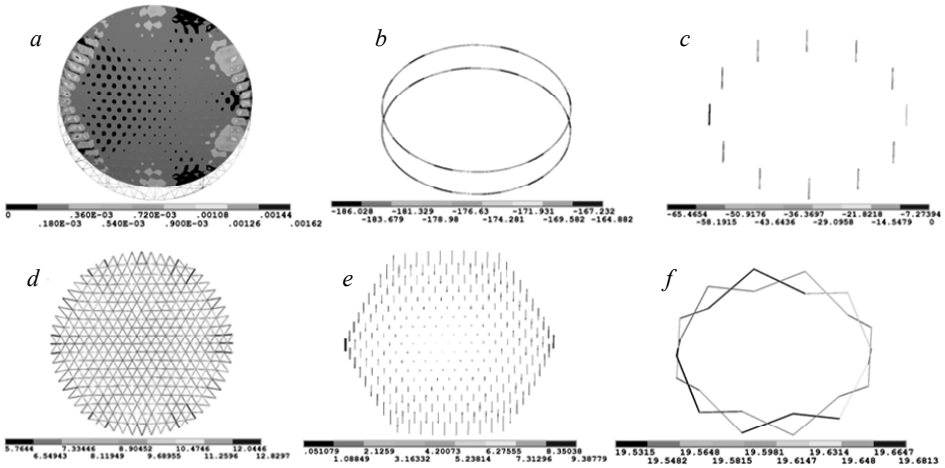 a
b
c
0 .360E-03 .720E-03 .00108 .00144
.180E-03 .540E-03 .900E-03 .00126 .00162
-186.028 -181.329 -176.63 -171.931 -167.232
-183.679 -178.98 -174.281 -169.582 -164.882
-65.4654 -50.9176 -36.3697 -21.8218 -7.27394
-58.1915 -43.6436 -29.0958 -14.5479 0
d
e
f
5.7644 7.33446 8.90452 10.4746 12.0446
6.54943 8.11949 9.68955 11.2596 12.8297
.051079 2.1259 4.20073 6.27555 8.35038
1.08849 3.16332 5.23814 7.31296 9.38779
19.5315 19.5648 19.5981 19.6314 19.6647
19.5482 19.5815 19.6147 19.648 19.6813